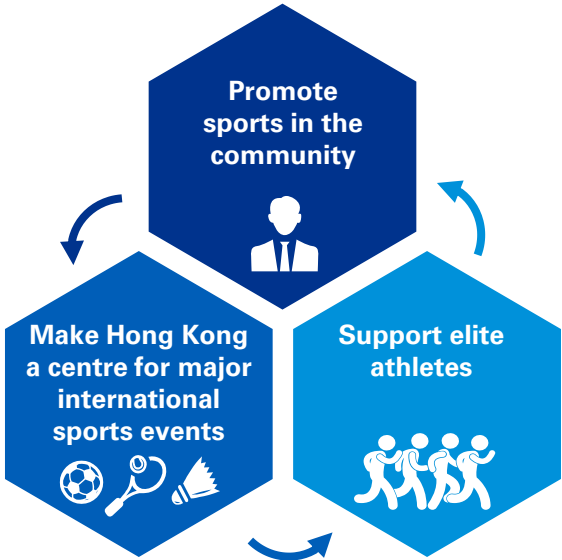 Promote
sports in the
community
Make Hong Kong
a centre for major
international
sports events
Support elite
athletes